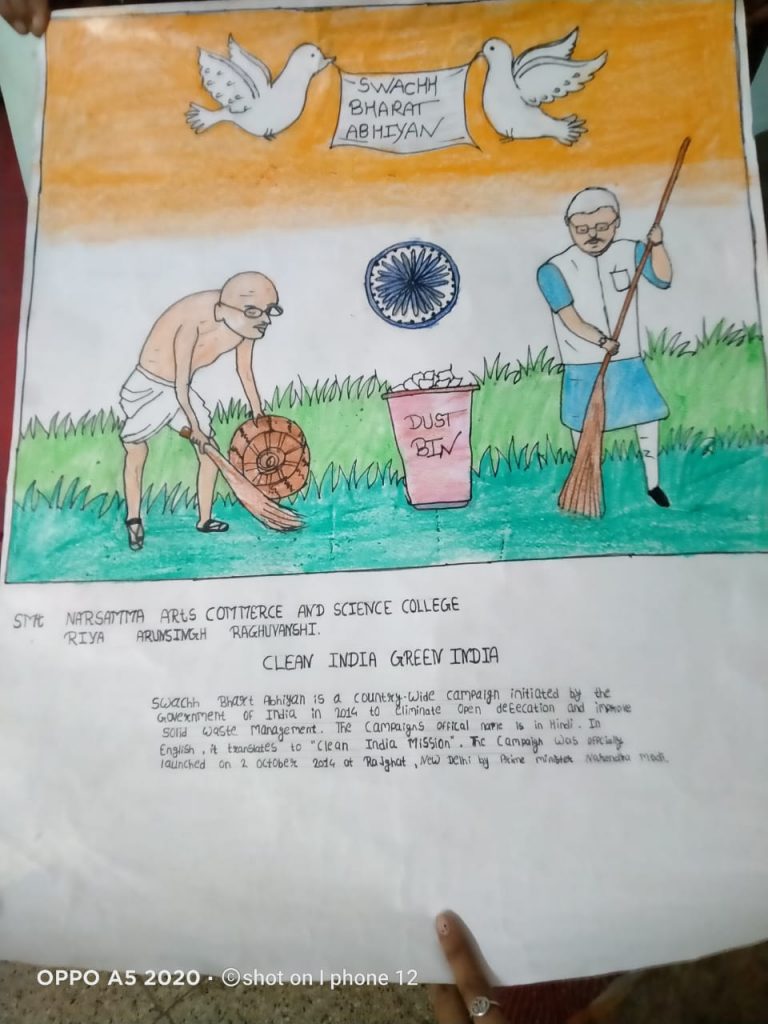 SWACHH
BHARAT
ABHIYAN
DUST
BIN
SMt NARSAMMA ARtS COMMERCE AND SCIENCE COLLEGE
RIYA ARUNSINGH RAGHUVANSHI.
CLEAN INDIA GREEN INDIA
Swachh Bhart Abhiyan is a country-wide campaign initiated by the
Government of India in 2014 to eliminate open deEecation and improve
solid waste management. The Campaigns offical name is in Hindi. In
English, it translates to "Clean India Mission". The Campaign was
launched on 2 october 2014 at Rajghat, New Delhi by Prime minister Narendra Modi.
OPPO A5 2020 • ©shot on I phone 12